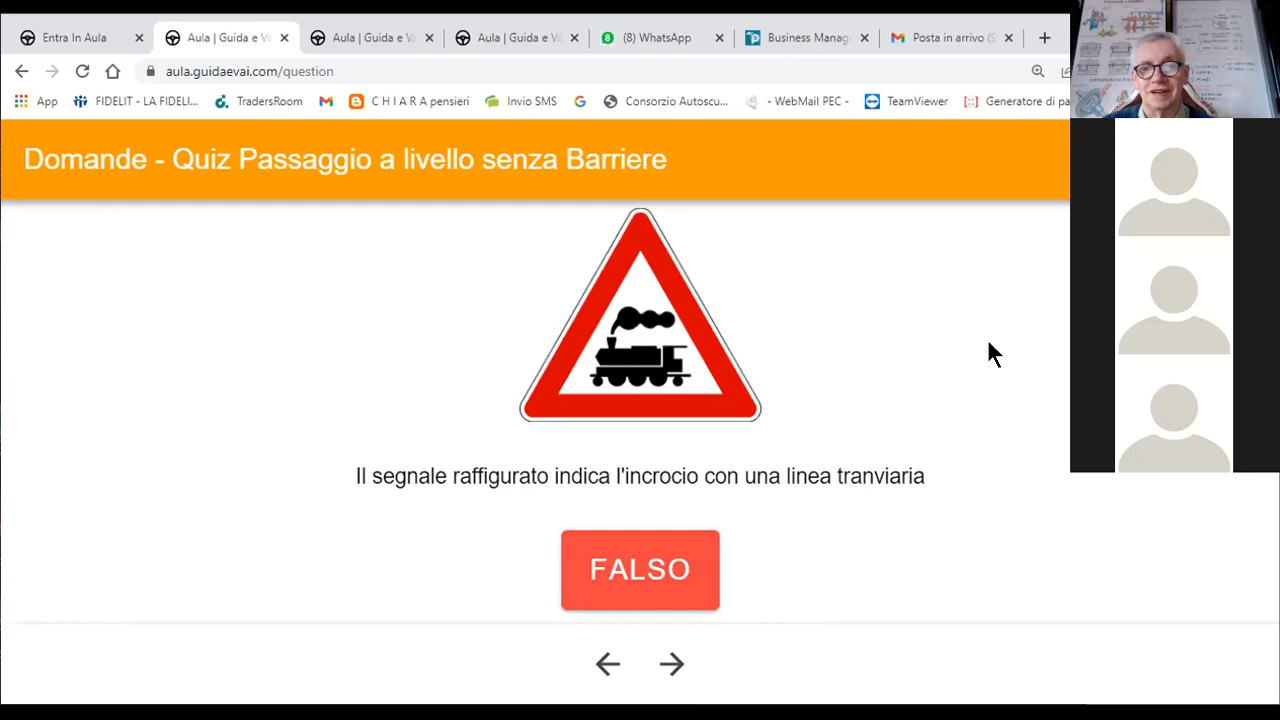 Entra In Aula
Aula | Guida e V
Aula | Guida e V
Aula | Guida e Va
(8) WhatsApp
Business Manag
Posta in arrivo (9
aula.guidaevai.com/question
App
FIDELIT - LA FIDELI...
TradersRoom
C H I A R A pensieri
Invio SMS
Consorzio Autoscu...
- WebMail PEC -
TeamViewer
Generatore di pa
Domande - Quiz Passaggio a livello senza Barriere
Il segnale raffigurato indica l'incrocio con una linea tranviaria
FALSO